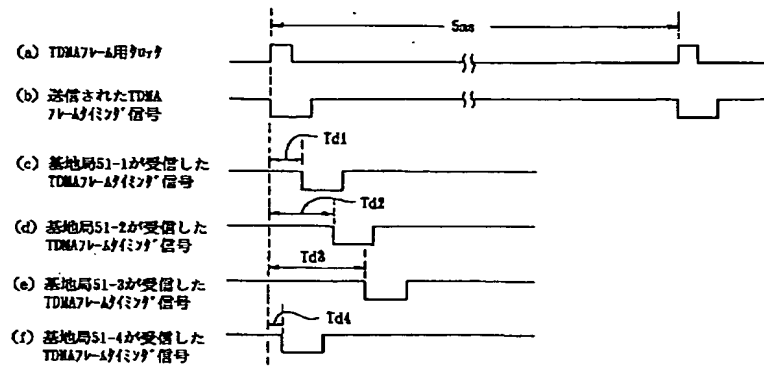 5ms
(a) TDMAフレーム用クロック
(b) 送信されたTDMA
フレームタイミング信号
Td1
(c) 基地局51-1が受信した
TDMAフレームタイミング信号
Td2
(d) 基地局51-2が受信した
TDMAフレームタイミング信号
Td3
(e) 基地局51-3が受信した
TDMAフレームタイミング信号
Td4
(f) 基地局51-4が受信した
TDMAフレームタイミング信号